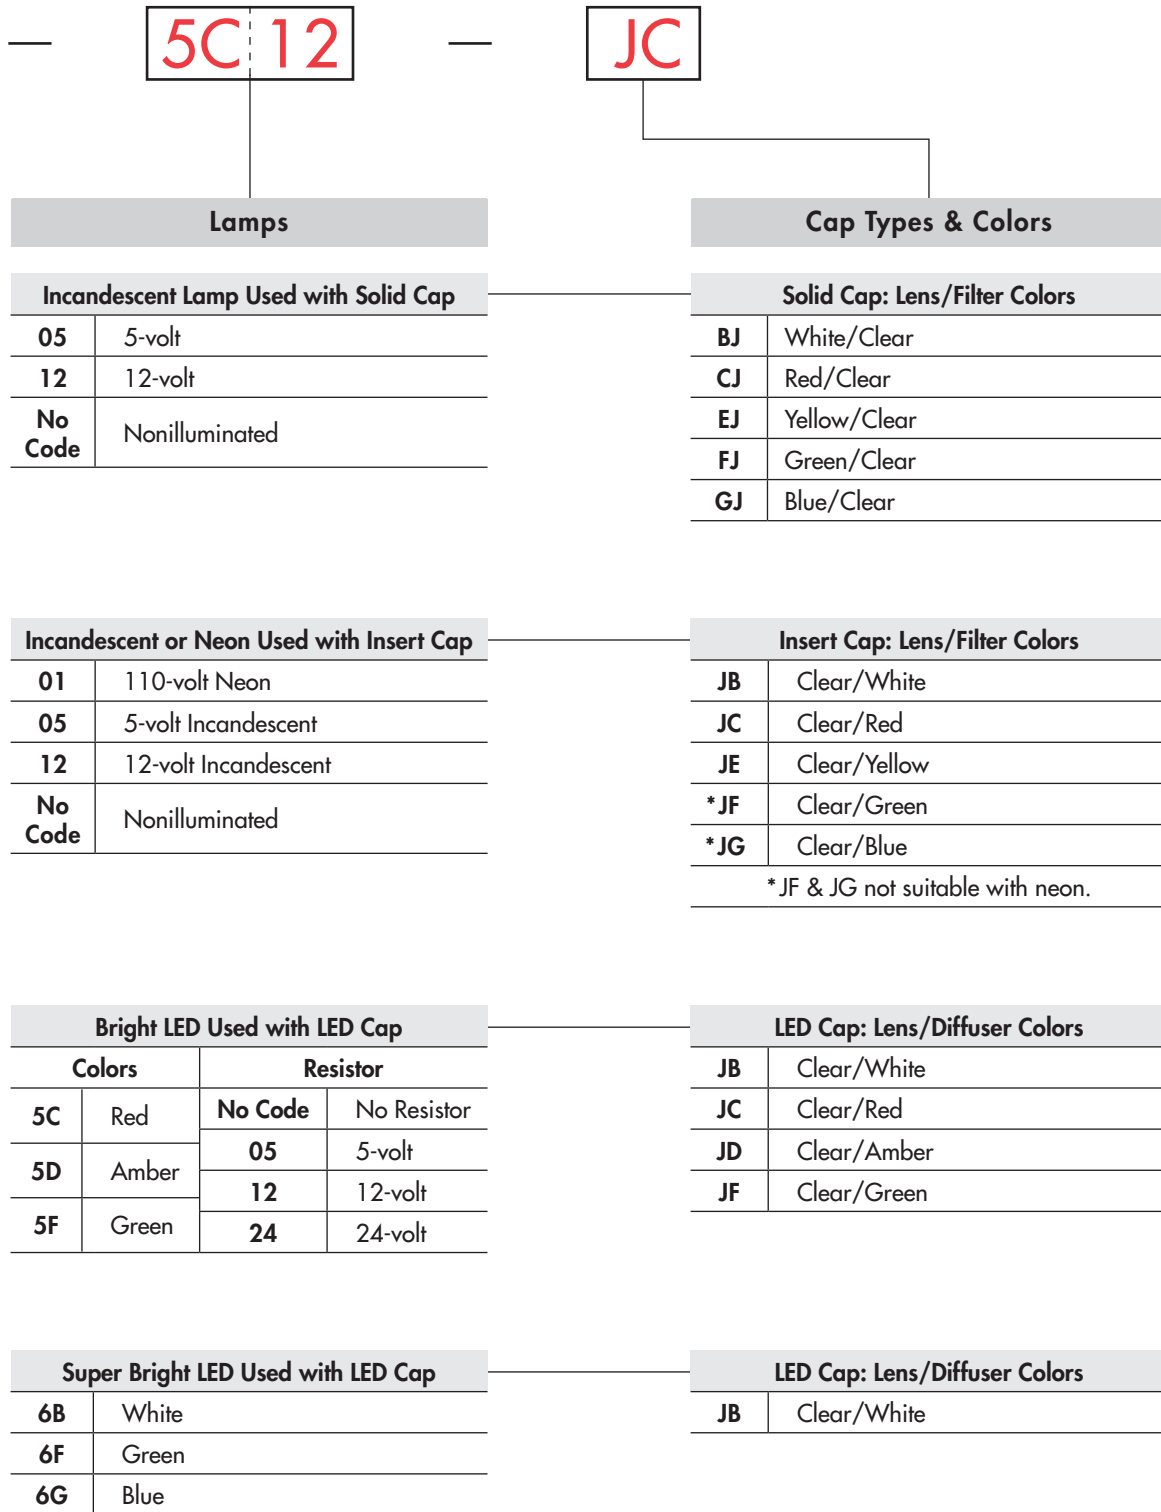 — 5C 12 — JC
Lamps
Cap Types & Colors
Incandescent Lamp Used with Solid Cap
05 5-volt
12 12-volt
No Code Nonilluminated
Solid Cap: Lens/Filter Colors
BJ White/Clear
CJ Red/Clear
EJ Yellow/Clear
FJ Green/Clear
GJ Blue/Clear
Incandescent or Neon Used with Insert Cap
01 110-volt Neon
05 5-volt Incandescent
12 12-volt Incandescent
No Code Nonilluminated
Insert Cap: Lens/Filter Colors
JB Clear/White
JC Clear/Red
JE Clear/Yellow
*JF Clear/Green
*JG Clear/Blue
*JF & JG not suitable with neon.
Bright LED Used with LED Cap
Colors Resistor
5C Red
5D Amber
5F Green
No Code No Resistor
05 5-volt
12 12-volt
24 24-volt
LED Cap: Lens/Diffuser Colors
JB Clear/White
JC Clear/Red
JD Clear/Amber
JF Clear/Green
Super Bright LED Used with LED Cap
6B White
6F Green
6G Blue
LED Cap: Lens/Diffuser Colors
JB Clear/White